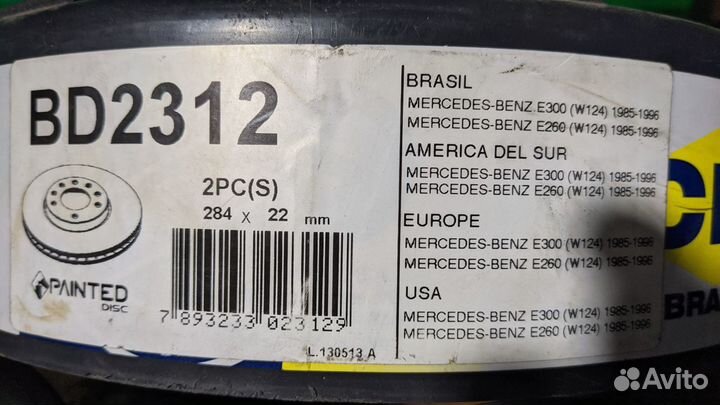 BD2312
2PC(S)
284 x 22 mm
PAINTED
DISC
7 893233 023129
L.130513 A
BRASIL
MERCEDES-BENZ E300 (W124) 1985-1996
MERCEDES-BENZ E260 (W124) 1985-1996
AMERICA DEL SUR
MERCEDES-BENZ E300 (W124) 1985-1996
MERCEDES-BENZ E260 (W124) 1985-1996
EUROPE
MERCEDES-BENZ E300 (W124) 1985-1996
MERCEDES-BENZ E260 (W124) 1985-1996
USA
MERCEDES-BENZ E300 (W124) 1985-1996
MERCEDES-BENZ E260 (W124) 1985-1996
Avito